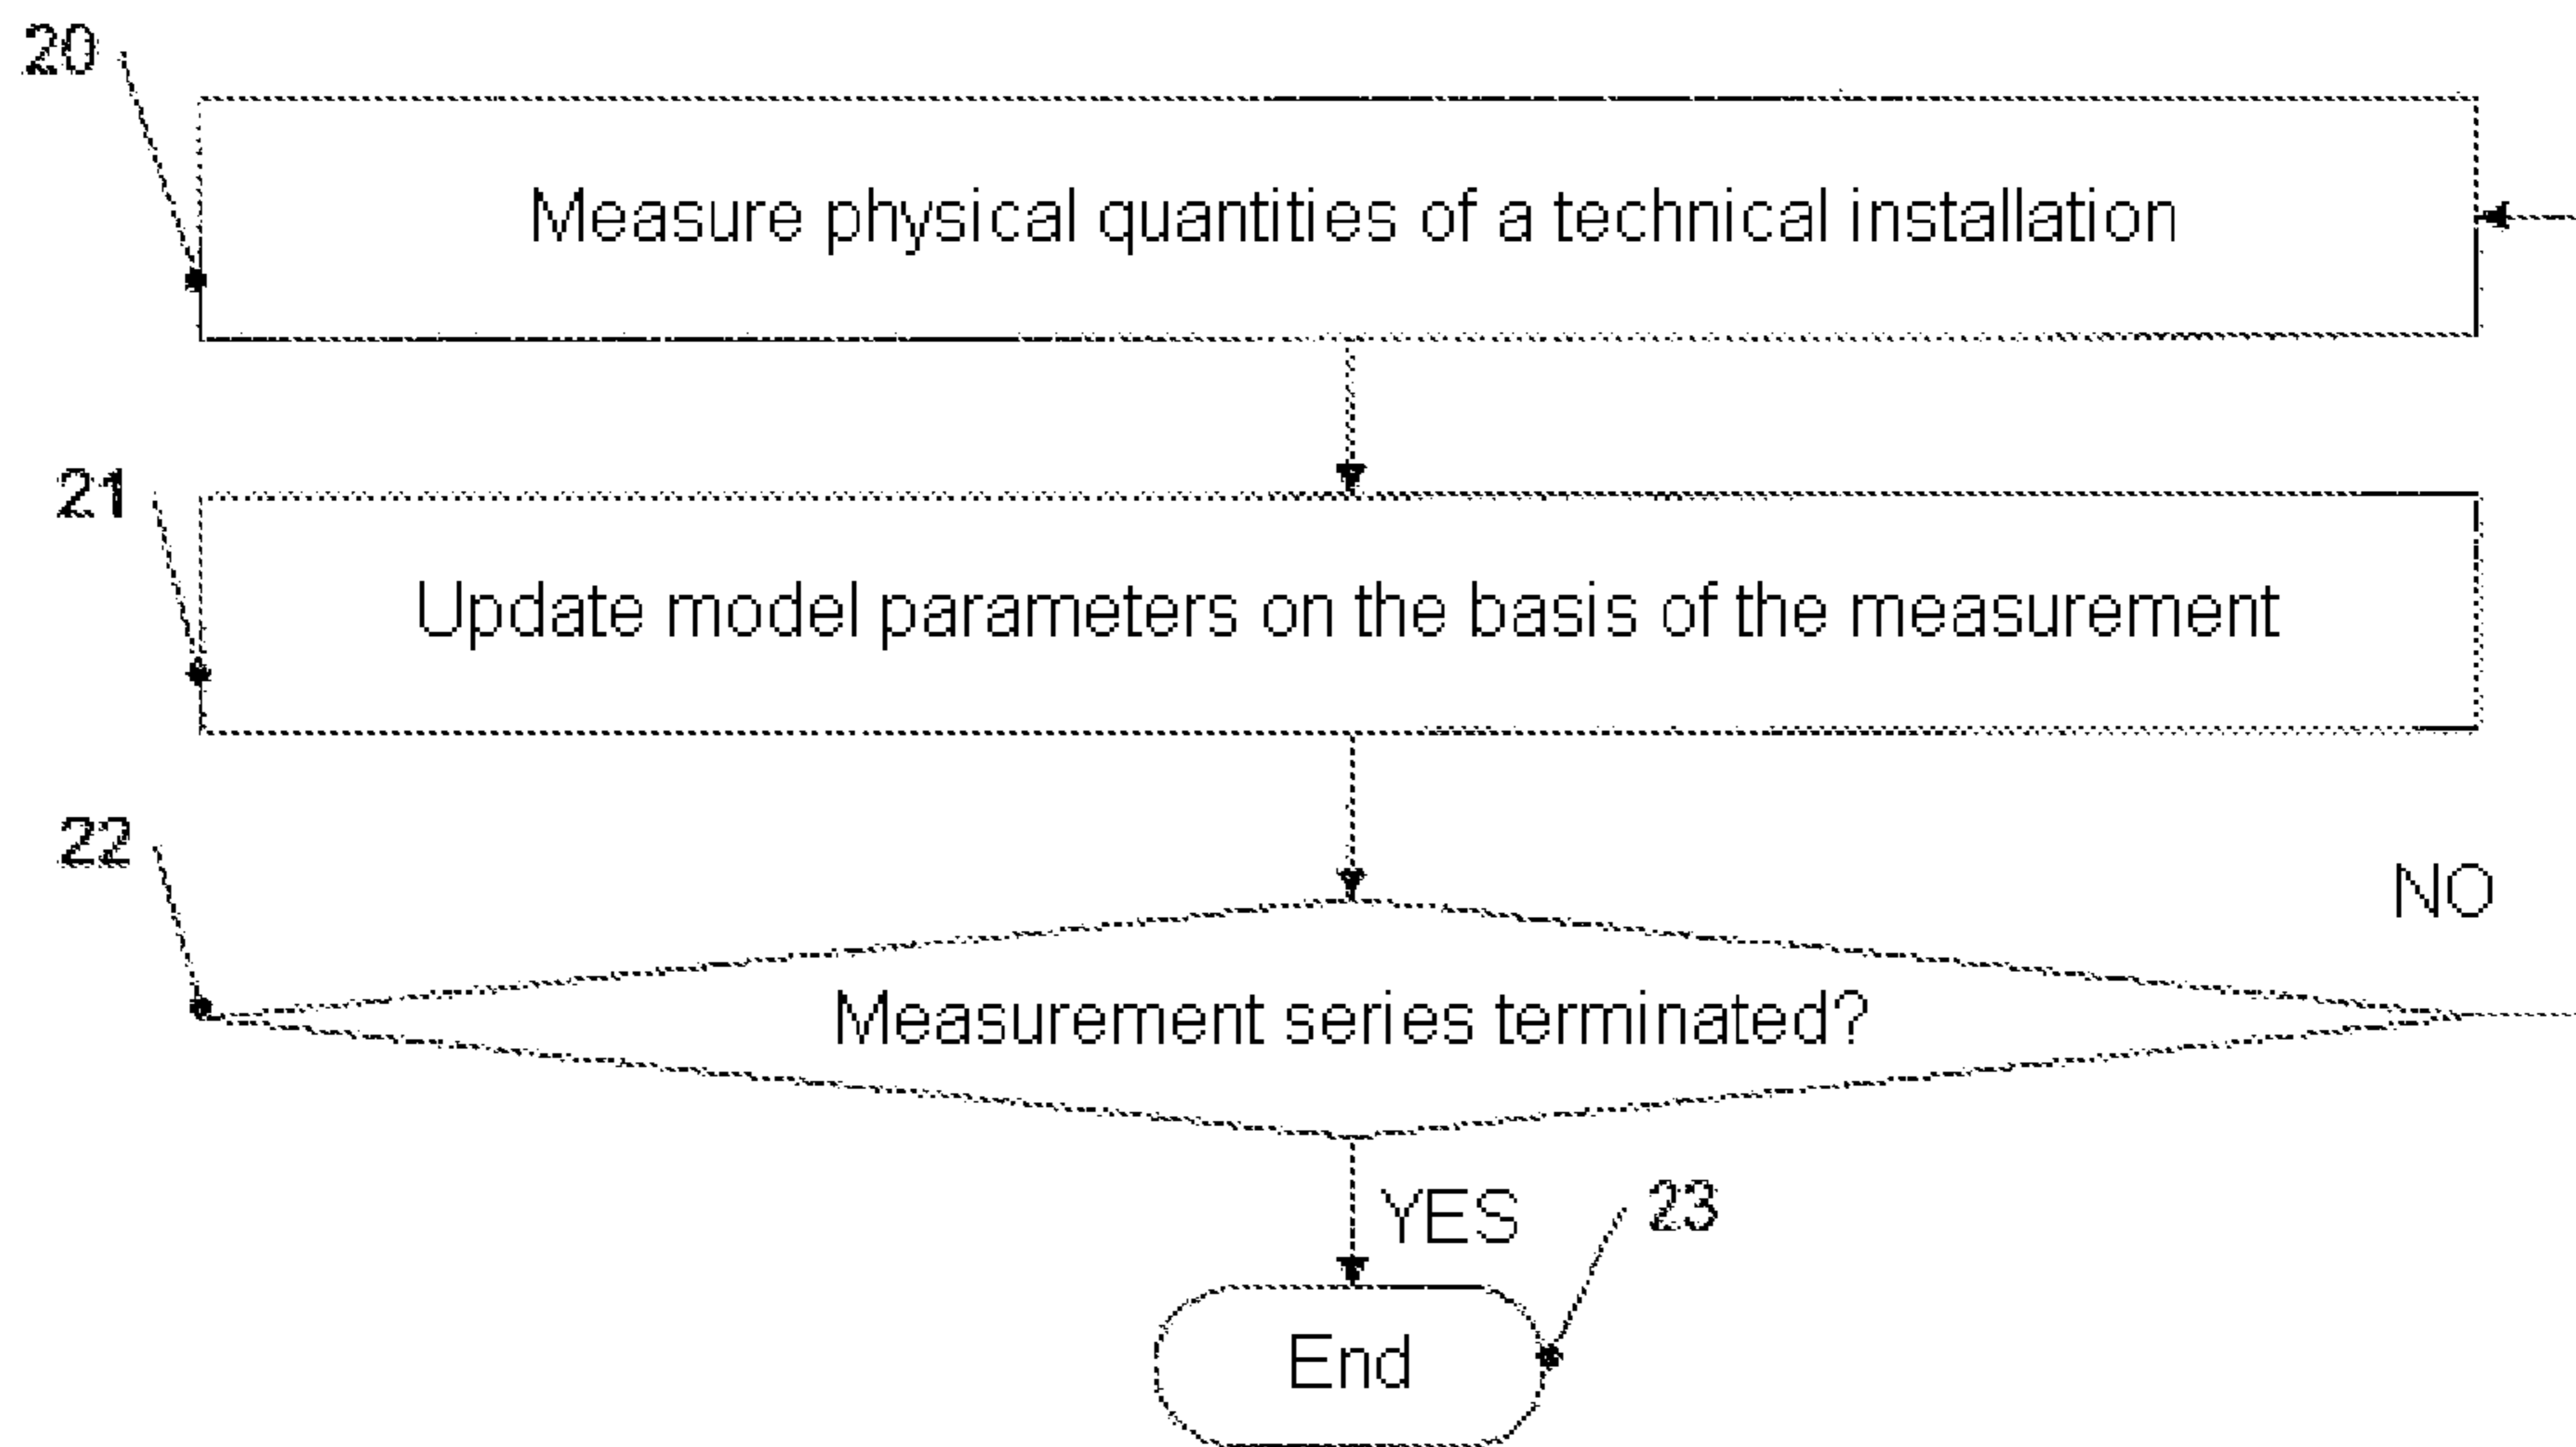 20
Measure physical quantities of a technical installation
21
Update model parameters on the basis of the measurement
22
NO
Measurement series terminated?
YES
23
End